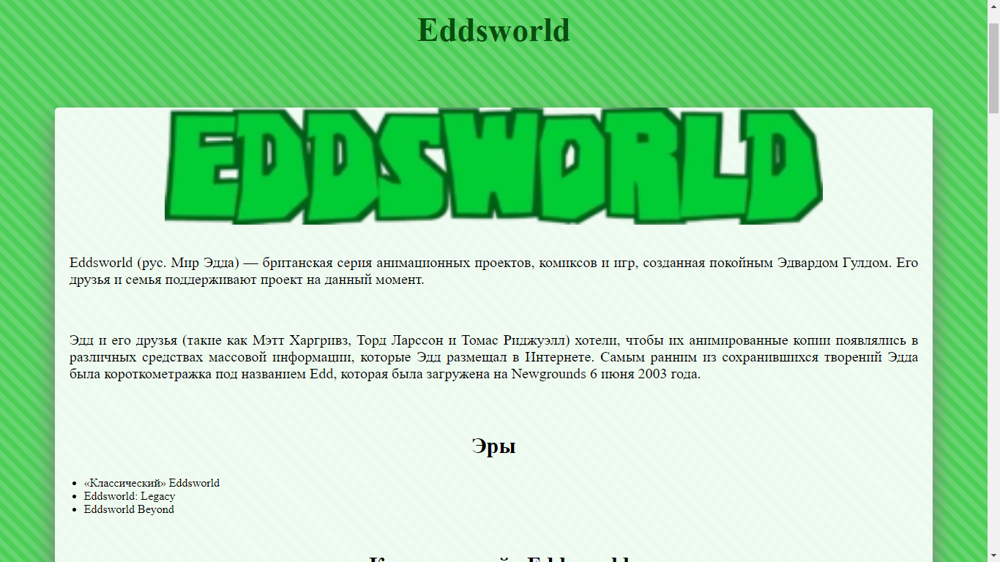 Eddsworld
EDDSWORLD
Eddsworld (рус. Мир Эдда) — британская серия анимационных проектов, комиксов и игр, созданная покойным Эдвардом Гулдом. Его
друзья и семья поддерживают проект на данный момент.
Эдд и его друзья (такие как Мэтт Харгривз, Торд Ларссон и Томас Риджуэлл) хотели, чтобы их анимированные копии появлялись в
различных средствах массовой информации, которые Эдд размещал в Интернете. Самым ранним из сохранившихся творений Эдда
была короткометражка под названием Edd, которая была загружена на Newgrounds 6 июня 2003 года.
Эры
«Классический» Eddsworld
Eddsworld: Legacy
Eddsworld Beyond